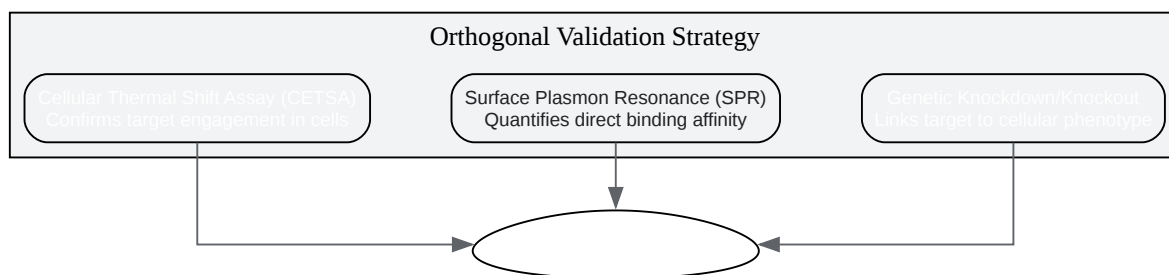 Orthogonal Validation Strategy
Cellular Thermal Shift Assay (CETSA)
Confirms target engagement in cells
Surface Plasmon Resonance (SPR)
Quantifies direct binding affinity
Genetic Knockdown/Knockout
Links target to cellular phenotype